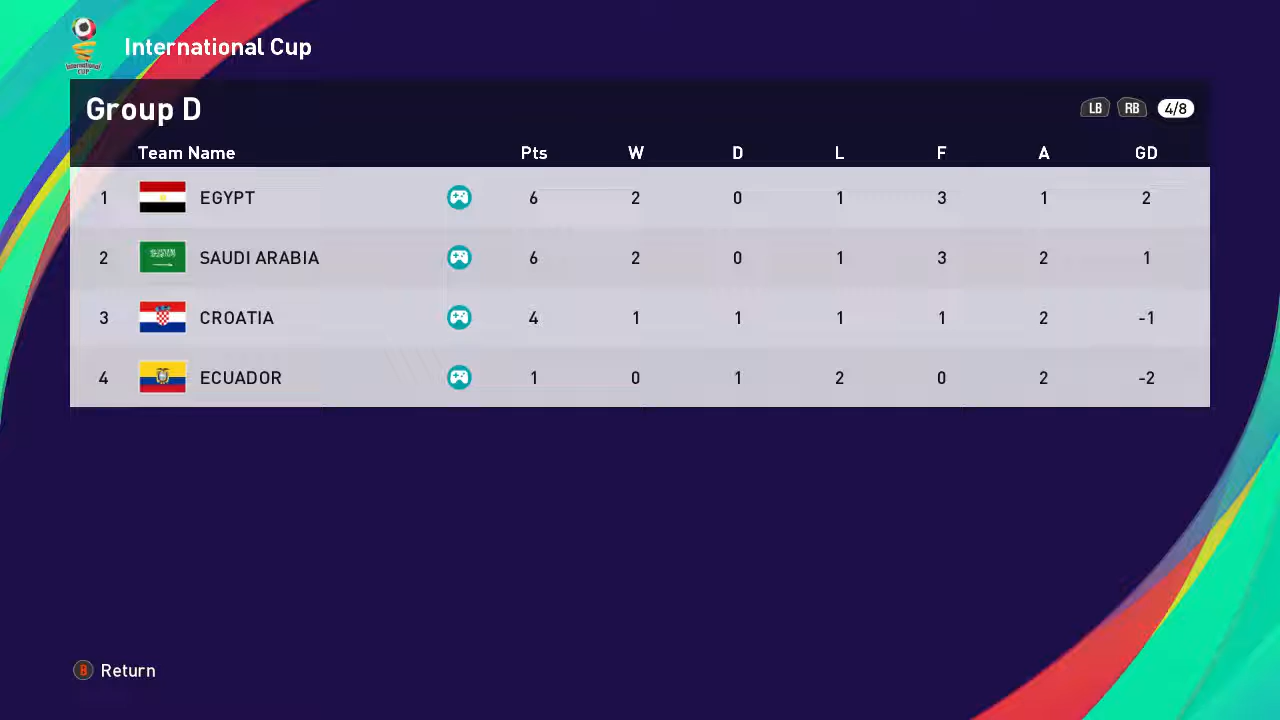 International CUP
International Cup
Group D LB RB 4/8
Team Name Pts W D L F A GD
1 EGYPT 6 2 0 1 3 1 2
2 SAUDI ARABIA 6 2 0 1 3 2 1
3 CROATIA 4 1 1 1 1 2 -1
4 ECUADOR 1 0 1 2 0 2 -2
B Return